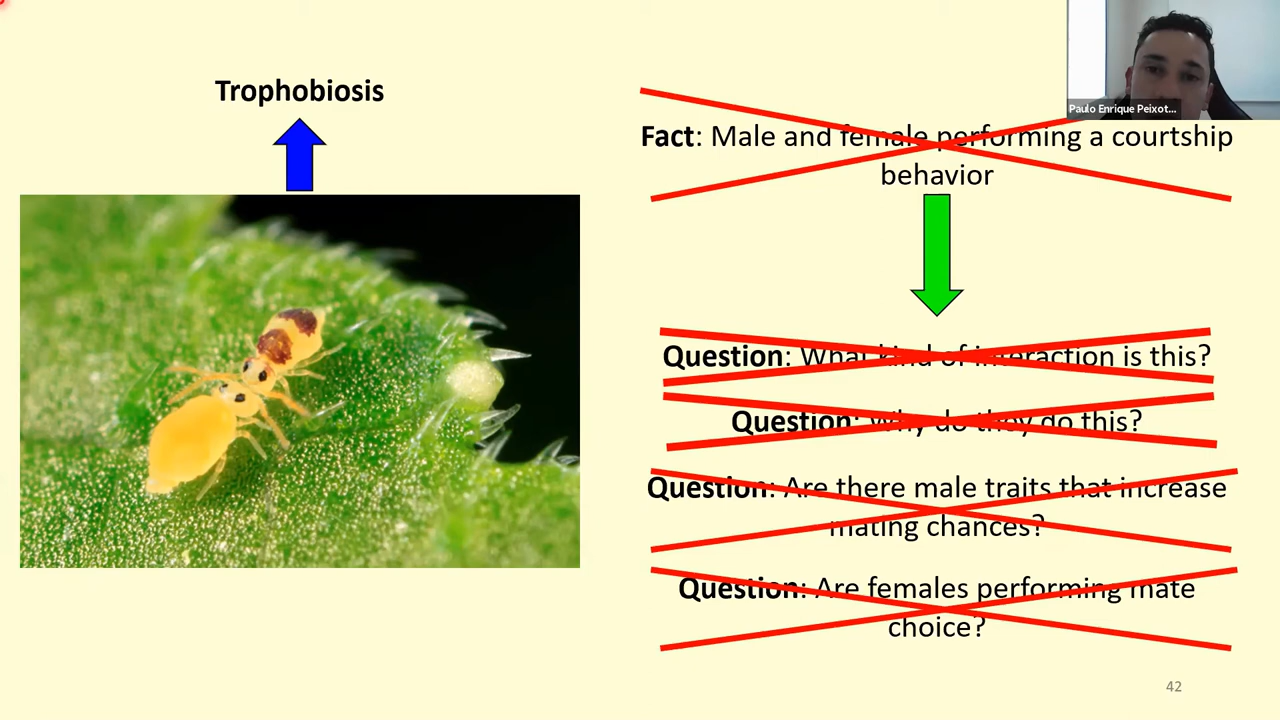 Trophobiosis
Paulo Enrique Peixot...
Fact: Male and female performing a courtship
behavior
Question: What kind of interaction is this?
Question: Why do they do this?
Question: Are there male traits that increase
mating chances?
Question: Are females performing mate
choice?
42